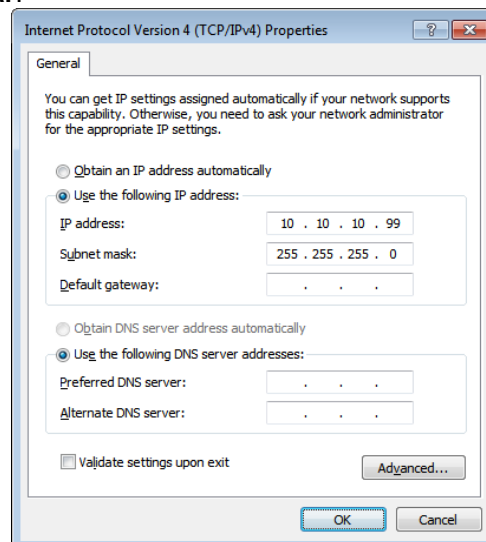 Internet Protocol Version 4 (TCP/IPv4) Properties
General
You can get IP settings assigned automatically if your network supports
this capability. Otherwise, you need to ask your network administrator
for the appropriate IP settings.
Obtain an IP address automatically
Use the following IP address:
IP address: 10 . 10 . 10 . 99
Subnet mask: 255 . 255 . 255 . 0
Default gateway: . . .
Obtain DNS server address automatically
Use the following DNS server addresses:
Preferred DNS server: . . .
Alternate DNS server: . . .
Validate settings upon exit
Advanced...
OK Cancel